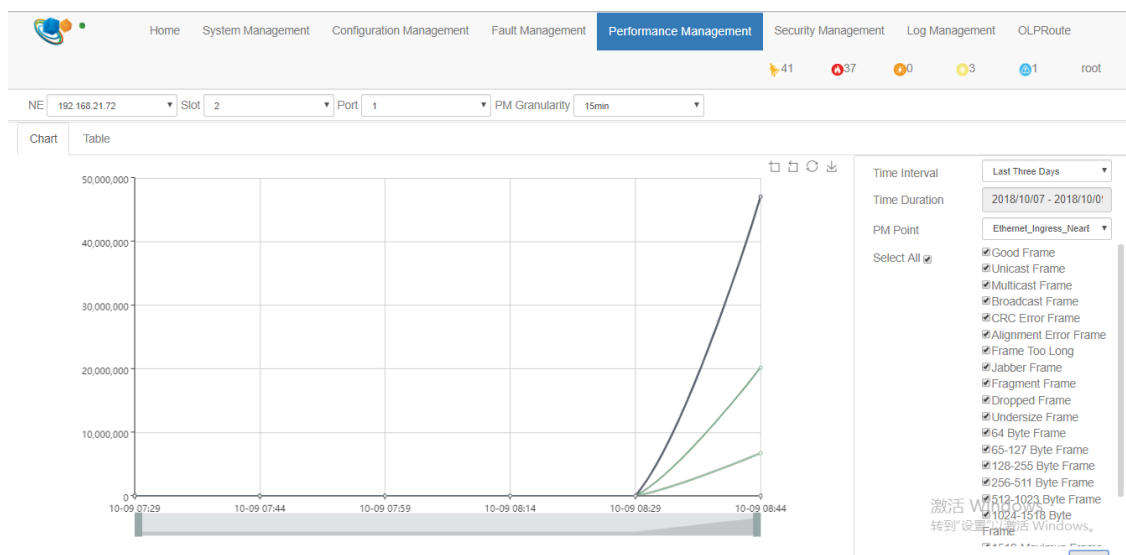 Home System Management Configuration Management Fault Management Performance Management Security Management Log Management OLPRoute
41 37 0 3 1 root
NE 192.168.21.72 Slot 2 Port 1 PM Granularity 15min
Chart Table
Time Interval Last Three Days
Time Duration 2018/10/07 - 2018/10/09
PM Point Ethernet_Ingress_NearE
Select All
Good Frame
Unicast Frame
Multicast Frame
Broadcast Frame
CRC Error Frame
Alignment Error Frame
Frame Too Long
Jabber Frame
Fragment Frame
Dropped Frame
Undersize Frame
64 Byte Frame
65-127 Byte Frame
128-255 Byte Frame
256-511 Byte Frame
512-1023 Byte Frame
1024-1518 Byte
Frame
50,000,000
40,000,000
30,000,000
20,000,000
10,000,000
0
10-09 07:29 10-09 07:44 10-09 07:59 10-09 08:14 10-09 08:29 10-09 08:44
激活 Windows
转到"设置"以激活 Windows。